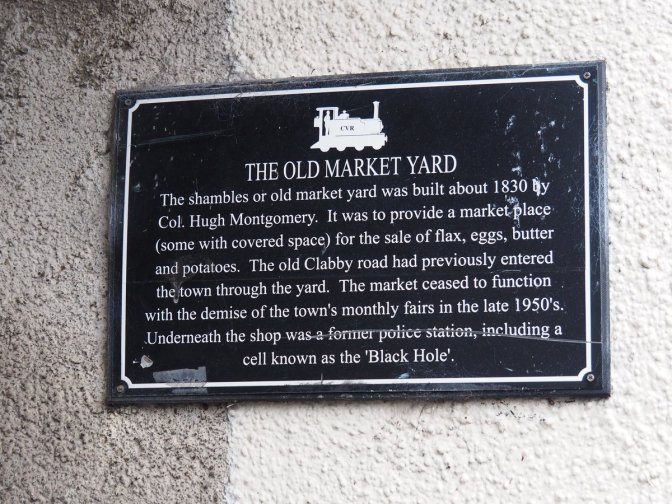 CVR
THE OLD MARKET YARD
The shambles or old market yard was built about 1830 by
Col. Hugh Montgomery. It was to provide a market place
(some with covered space) for the sale of flax, eggs, butter
and potatoes. The old Clabby road had previously entered
the town through the yard. The market ceased to function
with the demise of the town's monthly fairs in the late 1950's.
Underneath the shop was a former police station, including a
cell known as the 'Black Hole'.